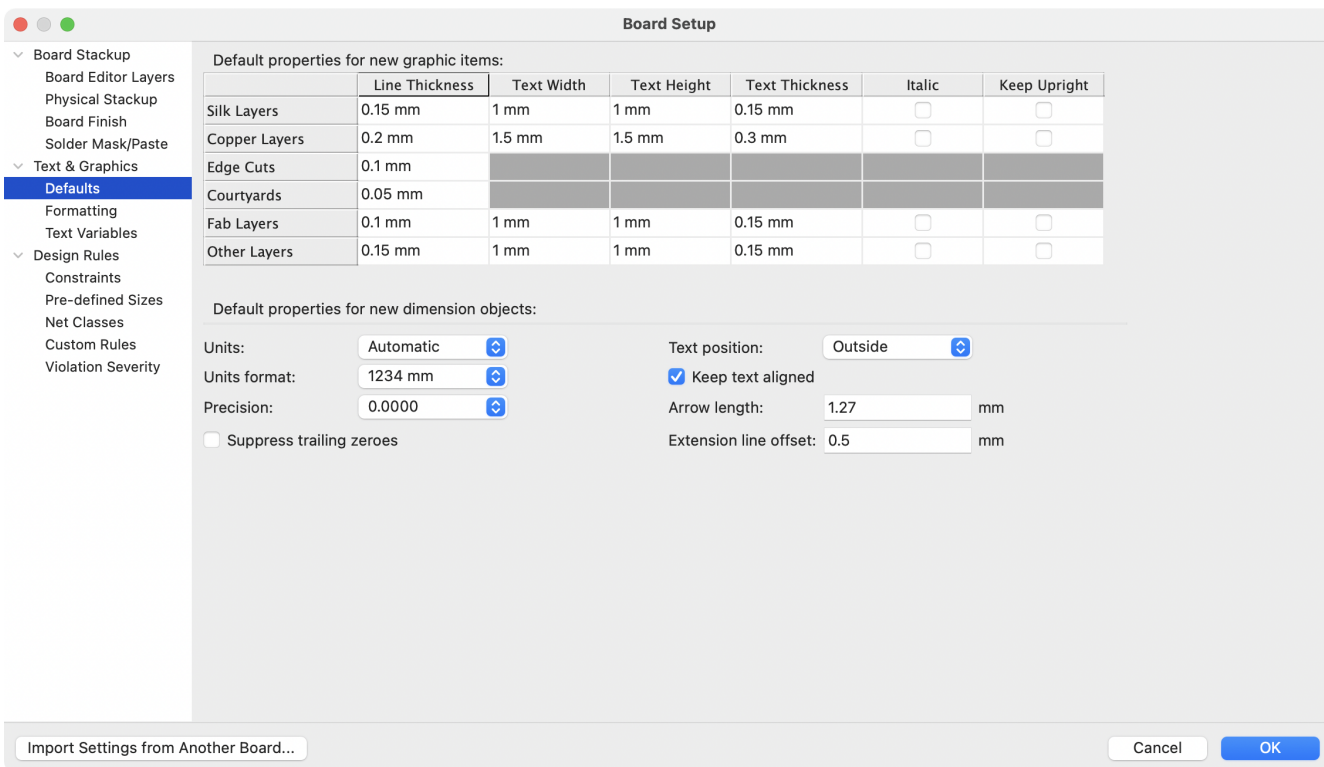 Board Setup
Board Stackup
Board Editor Layers
Physical Stackup
Board Finish
Solder Mask/Paste
Text & Graphics
Defaults
Formatting
Text Variables
Design Rules
Constraints
Pre-defined Sizes
Net Classes
Custom Rules
Violation Severity
Default properties for new graphic items:
Line Thickness Text Width Text Height Text Thickness Italic Keep Upright
Silk Layers 0.15 mm 1 mm 1 mm 0.15 mm
Copper Layers 0.2 mm 1.5 mm 1.5 mm 0.3 mm
Edge Cuts 0.1 mm
Courtyards 0.05 mm
Fab Layers 0.1 mm 1 mm 1 mm 0.15 mm
Other Layers 0.15 mm 1 mm 1 mm 0.15 mm
Default properties for new dimension objects:
Units: Automatic Text position: Outside
Units format: 1234 mm Keep text aligned
Precision: 0.0000 Arrow length: 1.27 mm
Suppress trailing zeroes Extension line offset: 0.5 mm
Import Settings from Another Board... Cancel OK